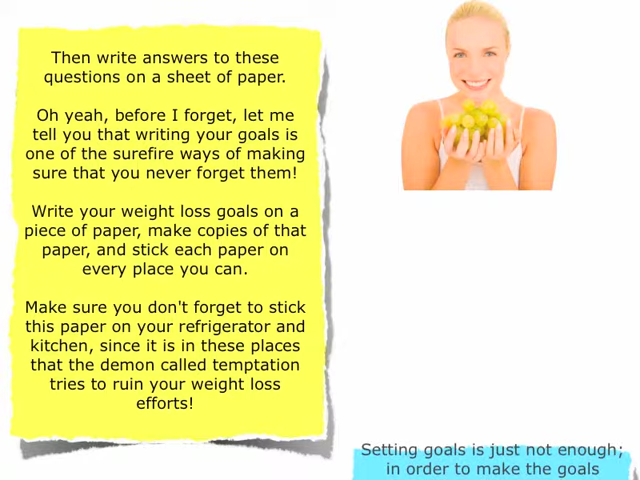 Then write answers to these
questions on a sheet of paper.
Oh yeah, before I forget, let me
tell you that writing your goals is
one of the surefire ways of making
sure that you never forget them!
Write your weight loss goals on a
piece of paper, make copies of that
paper, and stick each paper on
every place you can.
Make sure you don't forget to stick
this paper on your refrigerator and
kitchen, since it is in these places
that the demon called temptation
tries to ruin your weight loss
efforts!
Setting goals is just not enough;
in order to make the goals